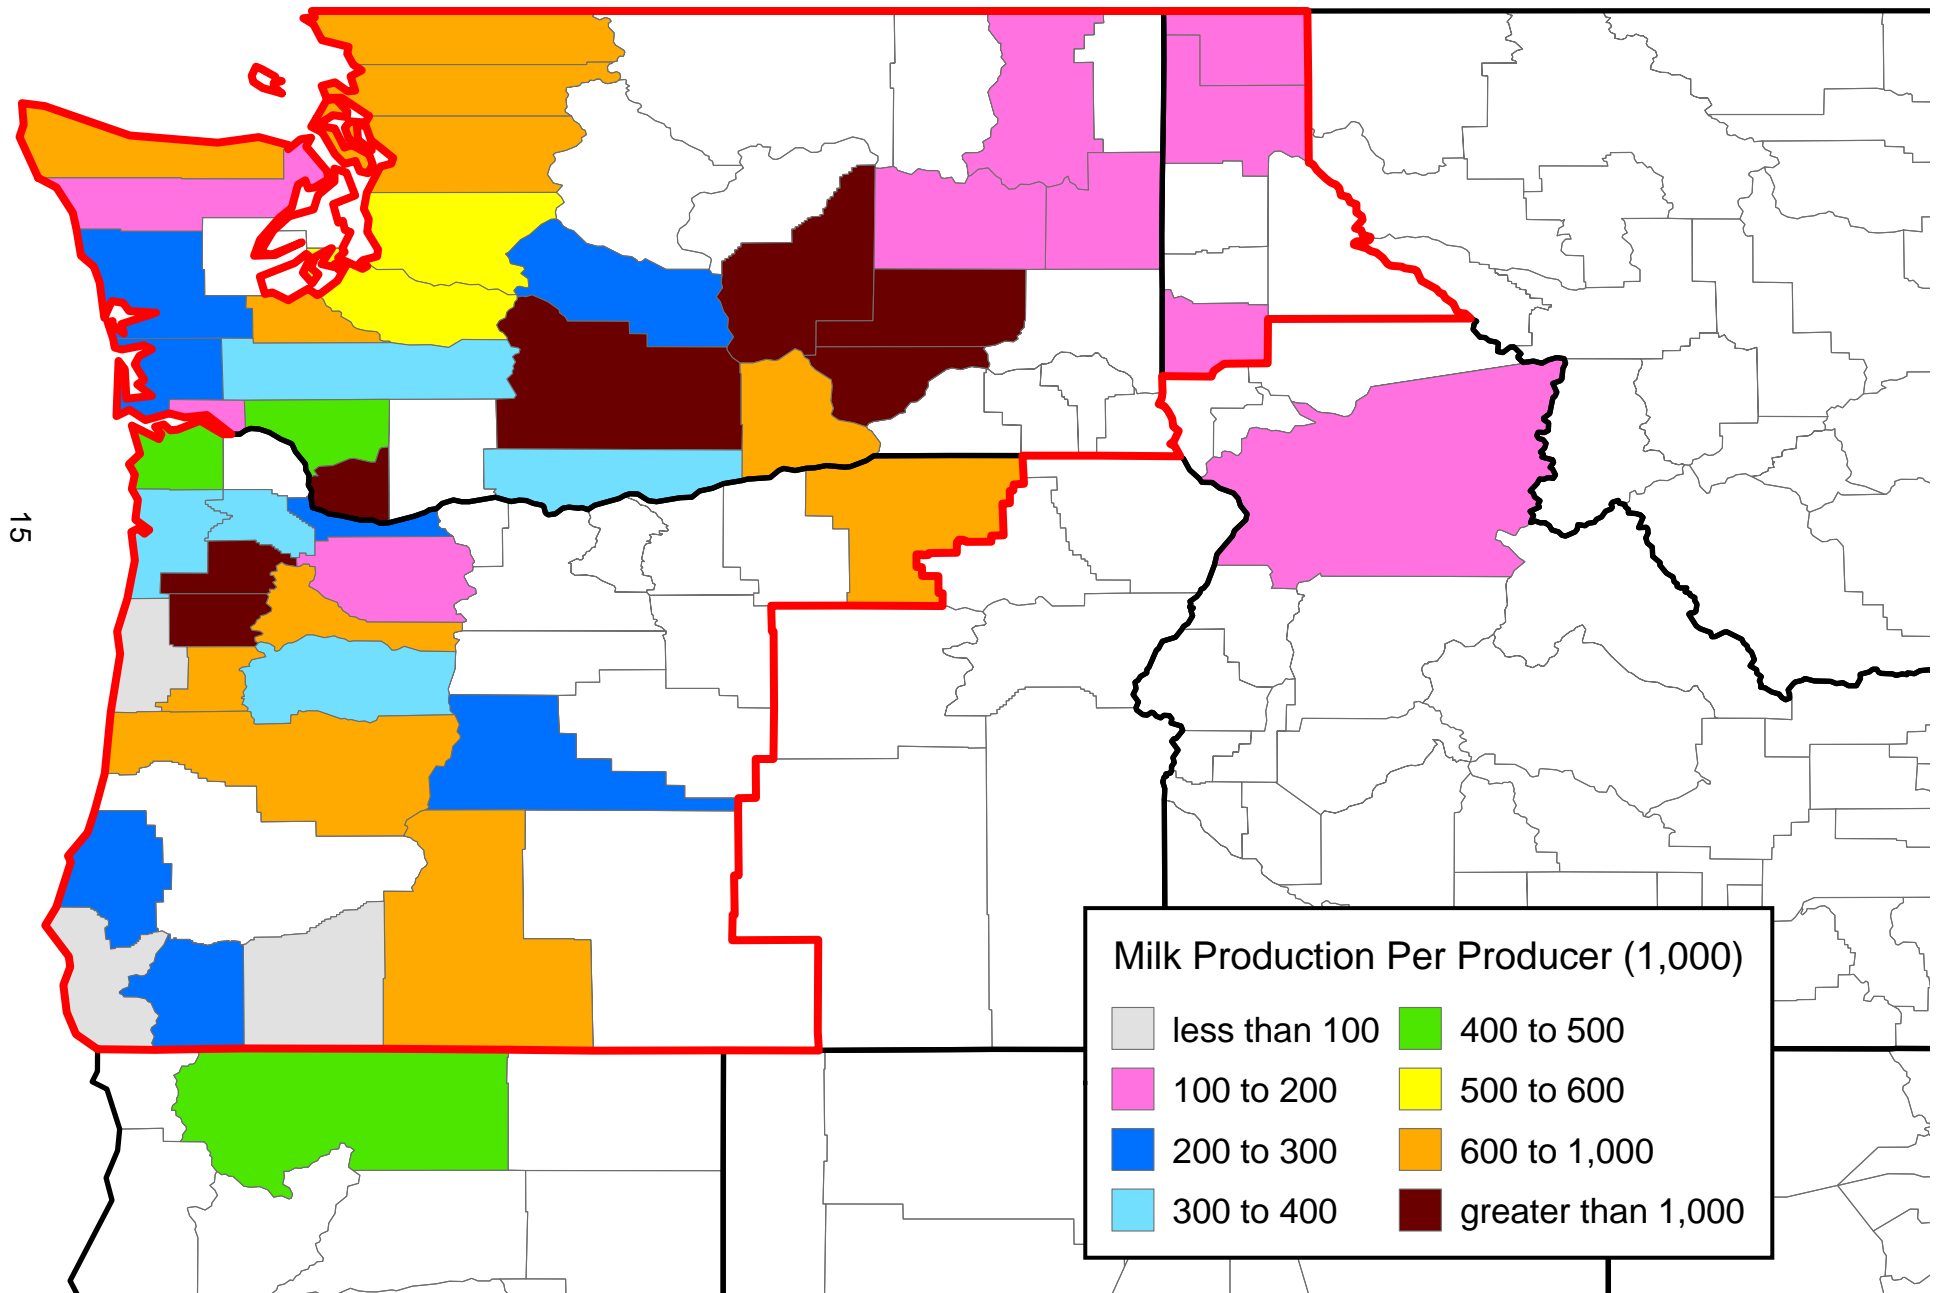 15
Milk Production Per Producer (1,000)
less than 100
100 to 200
200 to 300
300 to 400
400 to 500
500 to 600
600 to 1,000
greater than 1,000